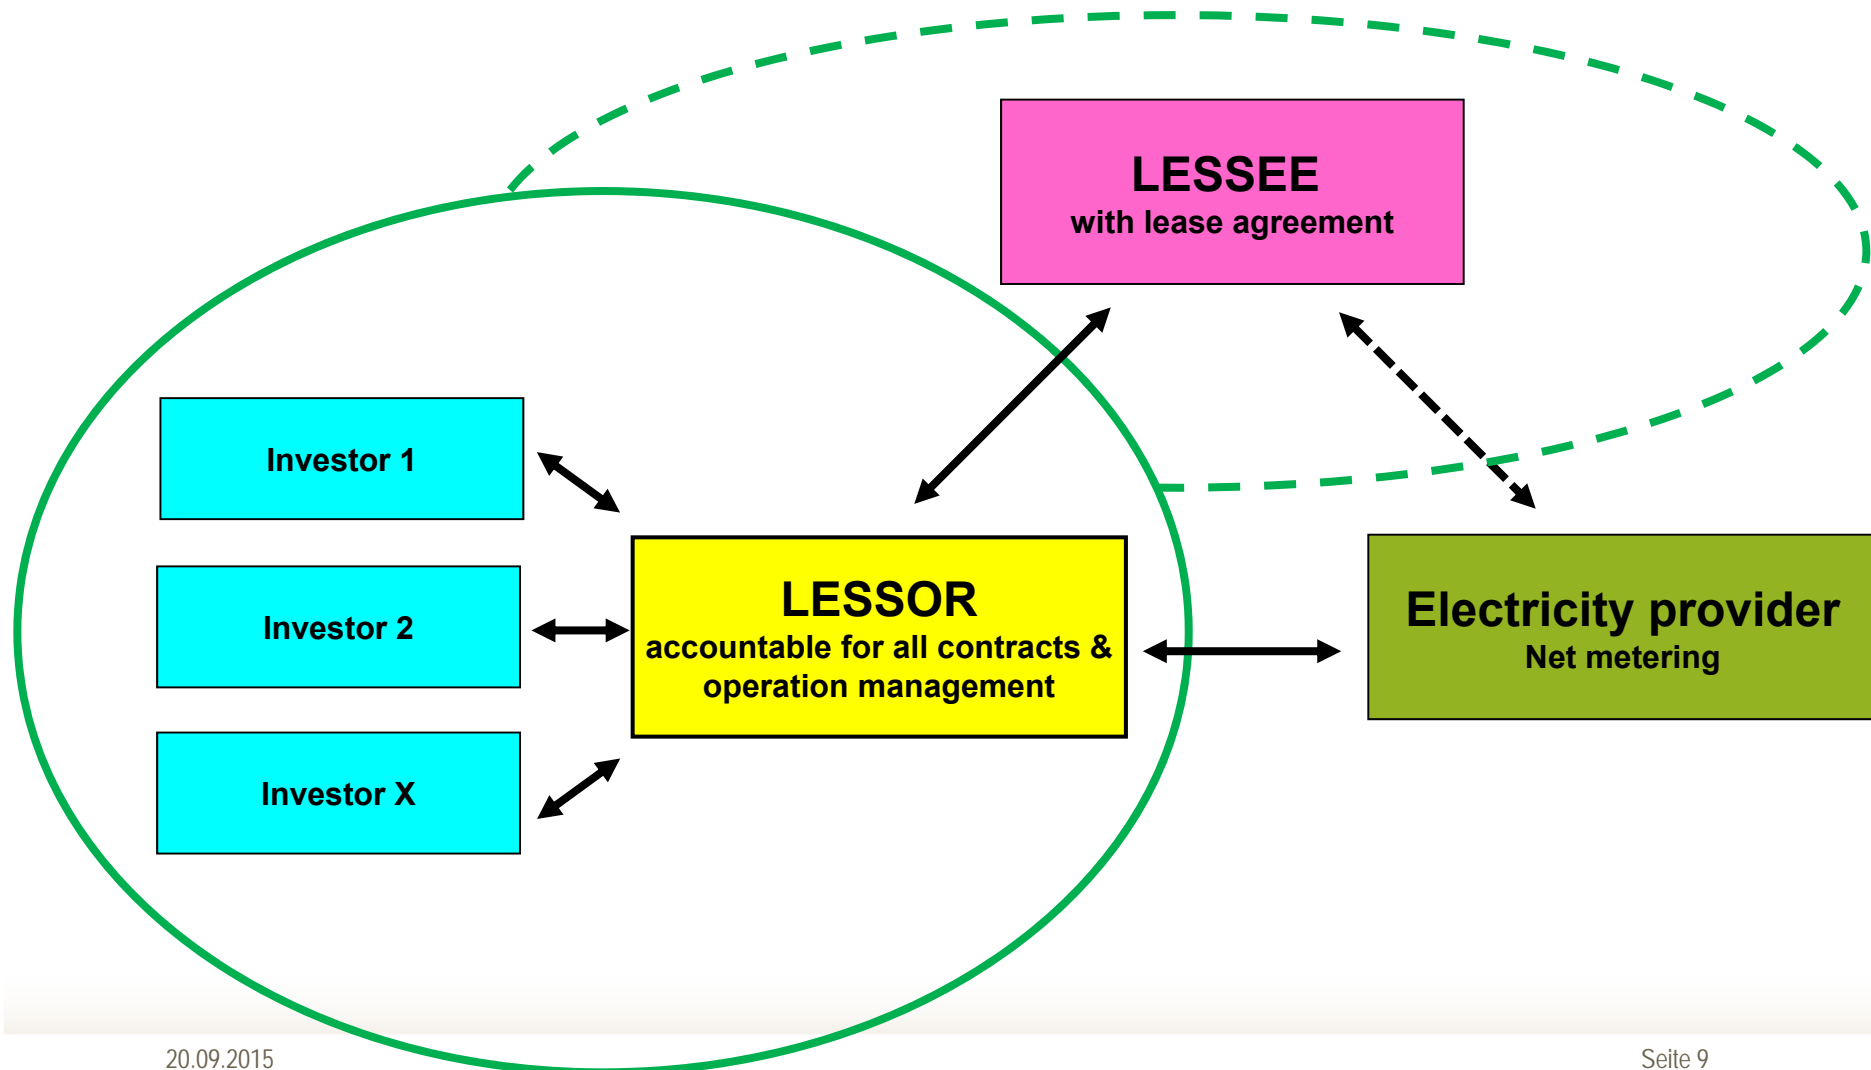 LESSEE
with lease agreement
Investor 1
Investor 2
Investor X
LESSOR
accountable for all contracts &
operation management
Electricity provider
Net metering
20.09.2015
Seite 9